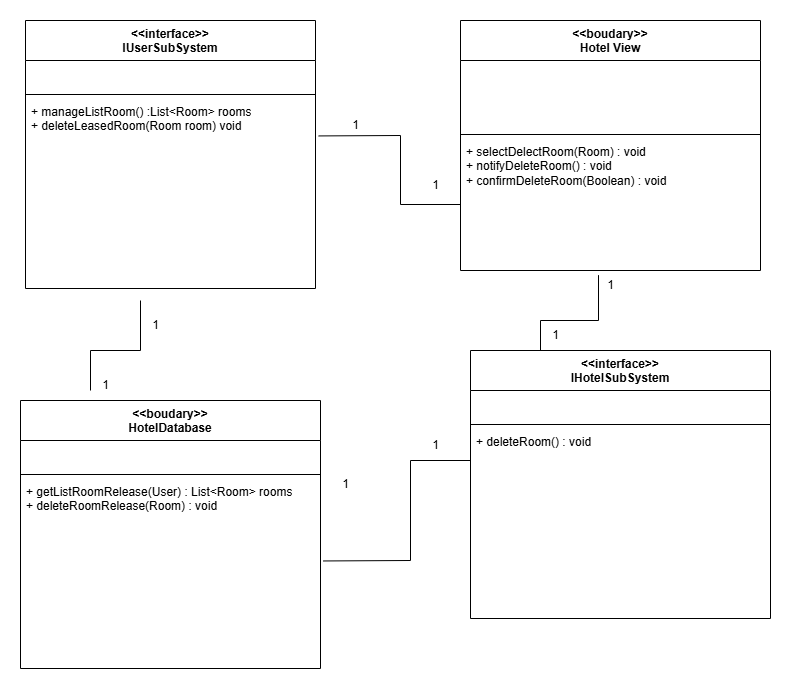 <<interface>>
IUserSubSystem
+ manageListRoom() :List<Room> rooms
+ deleteLeasedRoom(Room room) void
<<boudary>>
Hotel View
+ selectDelectRoom(Room) : void
+ notifyDeleteRoom() : void
+ confirmDeleteRoom(Boolean) : void
1
1
1
1
1
1
<<interface>>
IHotelSubSystem
+ deleteRoom() : void
<<boudary>>
HotelDatabase
+ getListRoomRelease(User) : List<Room> rooms
+ deleteRoomRelease(Room) : void
1
1